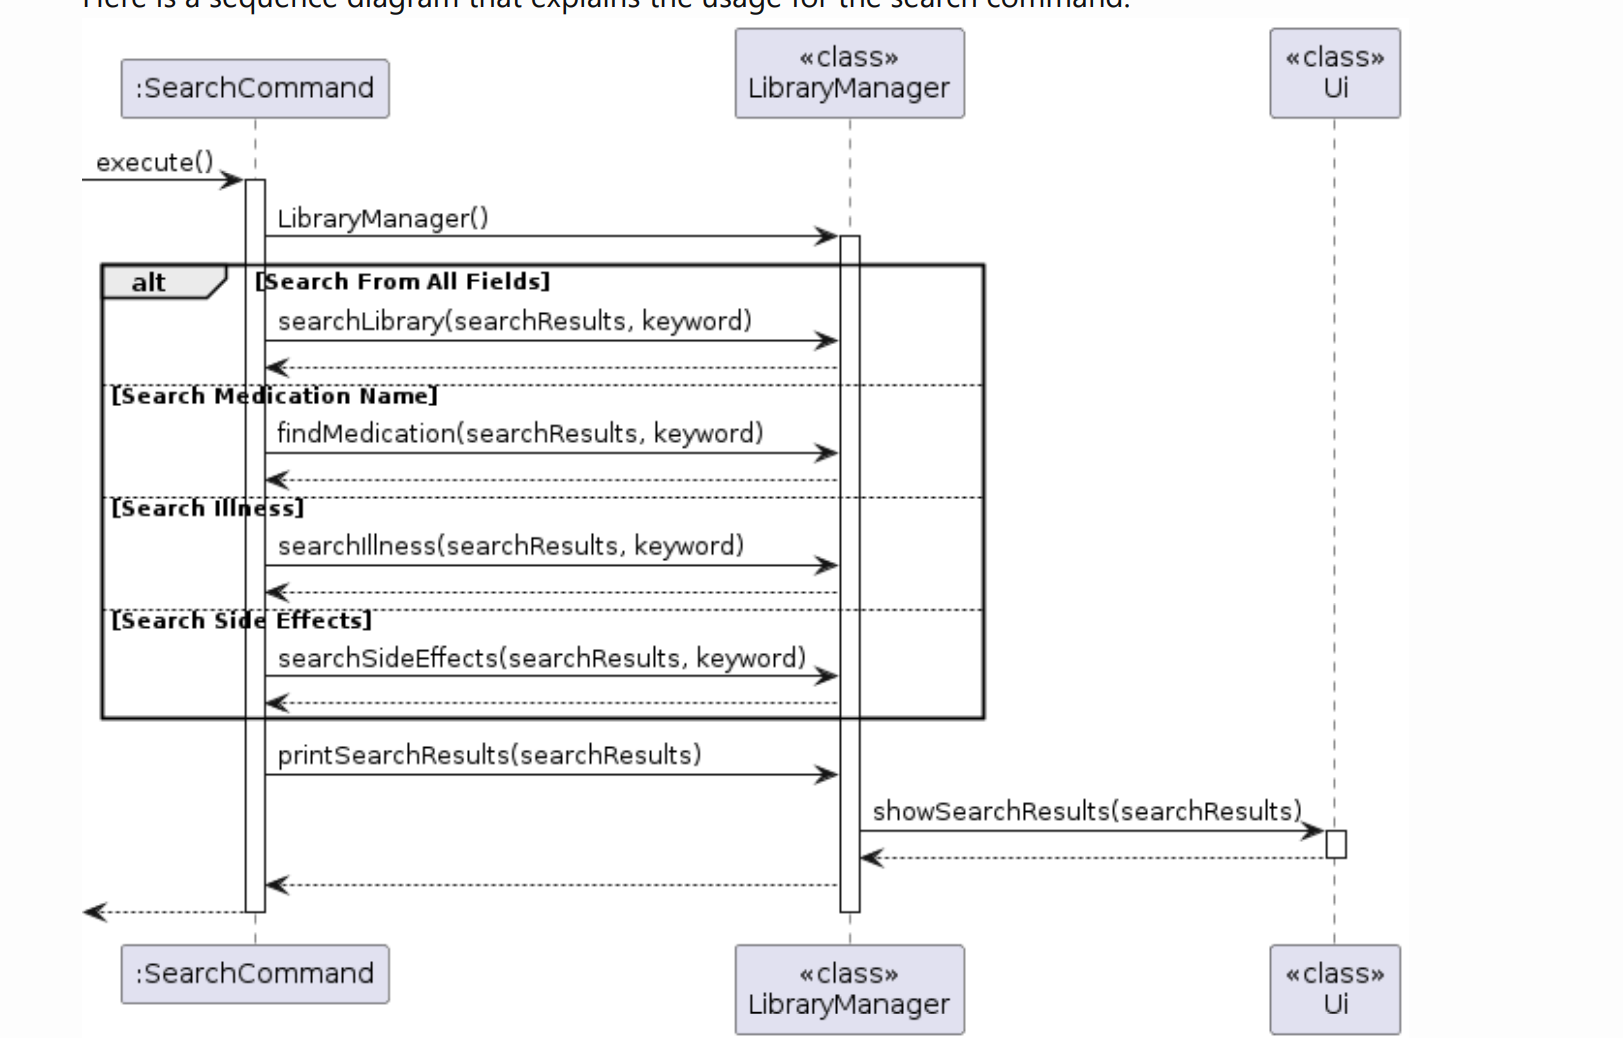 Here is a sequence diagram that explains the usage for the search command.
:SearchCommand
«class»
LibraryManager
«class»
Ui
execute()
LibraryManager()
alt
[Search From All Fields]
searchLibrary(searchResults, keyword)
[Search Medication Name]
findMedication(searchResults, keyword)
[Search Illness]
searchIllness(searchResults, keyword)
[Search Side Effects]
searchSideEffects(searchResults, keyword)
printSearchResults(searchResults)
showSearchResults(searchResults)
:SearchCommand
«class»
LibraryManager
«class»
Ui